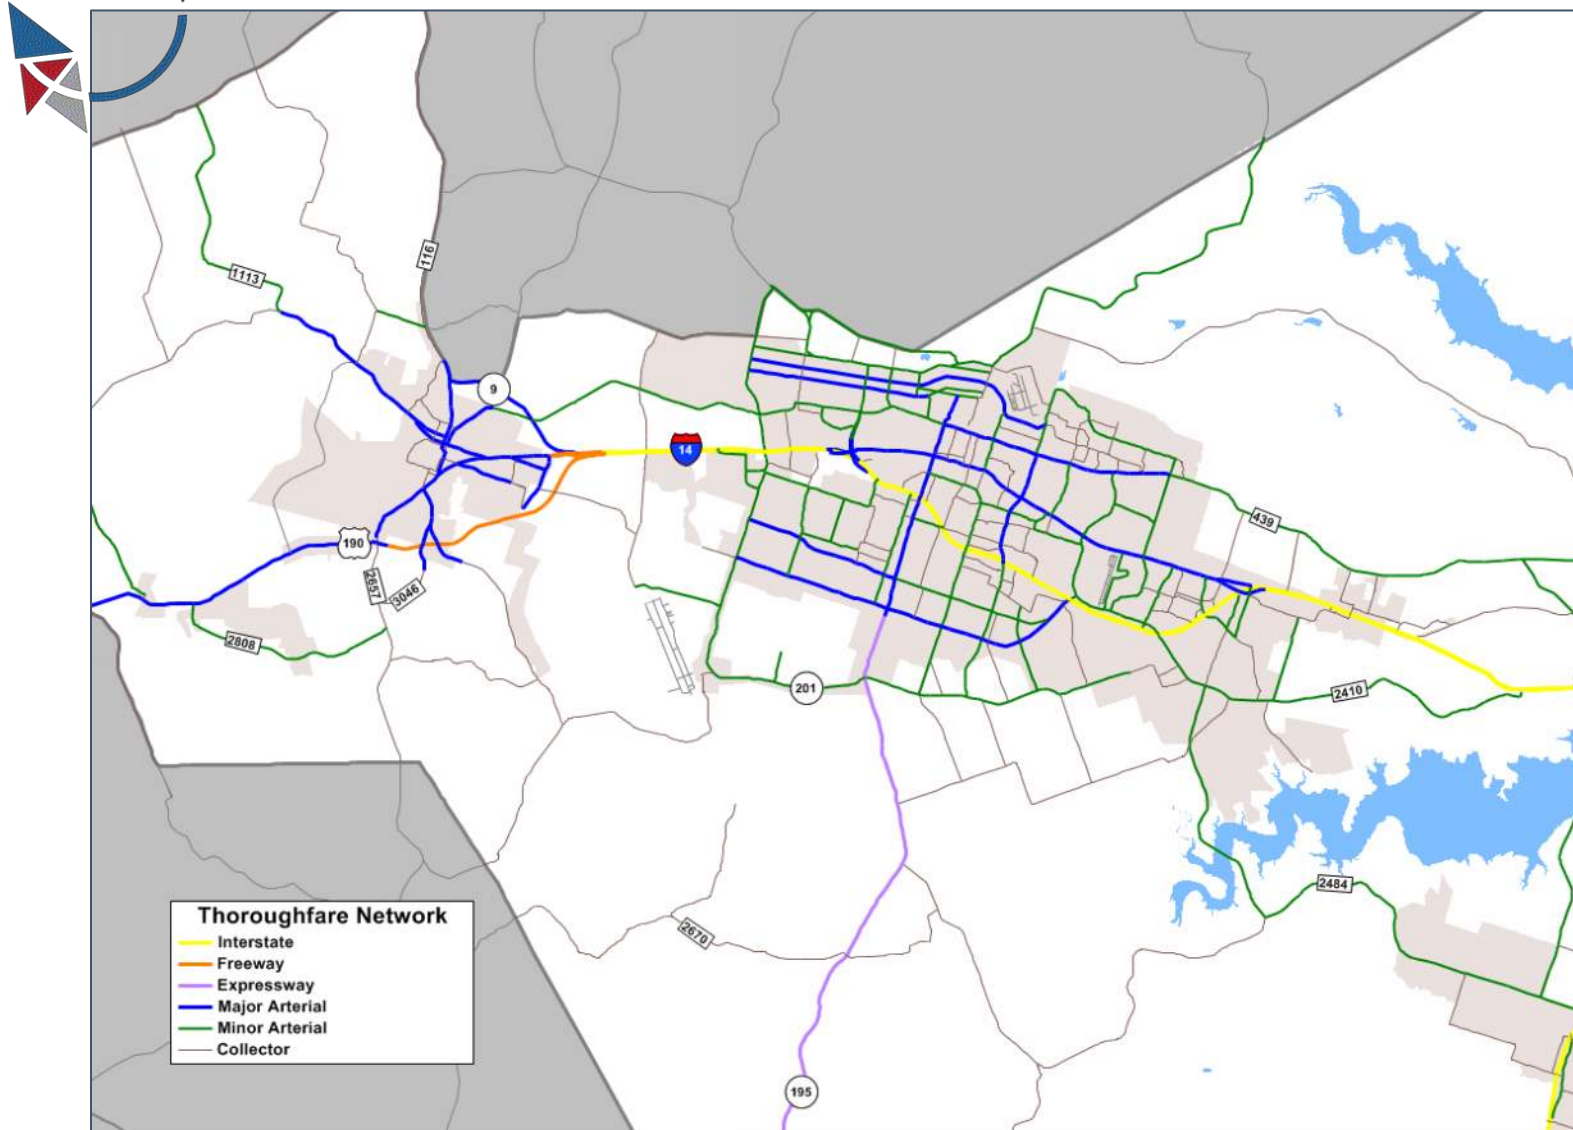 116
1113
9
14
439
190
2657
3046
2808
201
2410
2484
2670
195
Thoroughfare Network
Interstate
Freeway
Expressway
Major Arterial
Minor Arterial
Collector